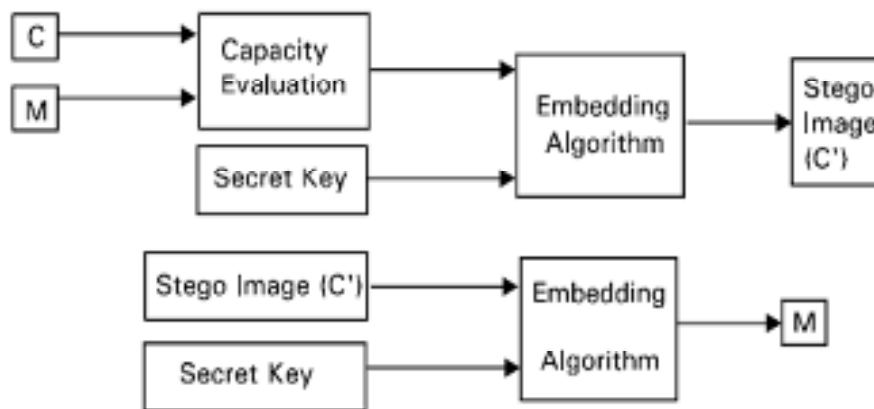 C
M
Capacity
Evaluation
Secret Key
Embedding
Algorithm
Stego
Image
(C')
Stego Image (C')
Secret Key
Embedding
Algorithm
M